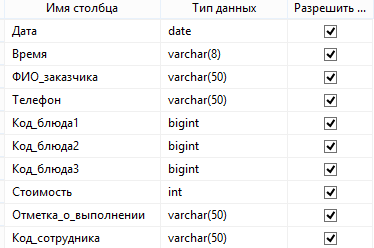 Имя столбца Тип данных Разрешить ...
Дата date
Время varchar(8)
ФИО_заказчика varchar(50)
Телефон varchar(50)
Код_блюда1 bigint
Код_блюда2 bigint
Код_блюда3 bigint
Стоимость int
Отметка_о_выполнении varchar(50)
Код_сотрудника varchar(50)